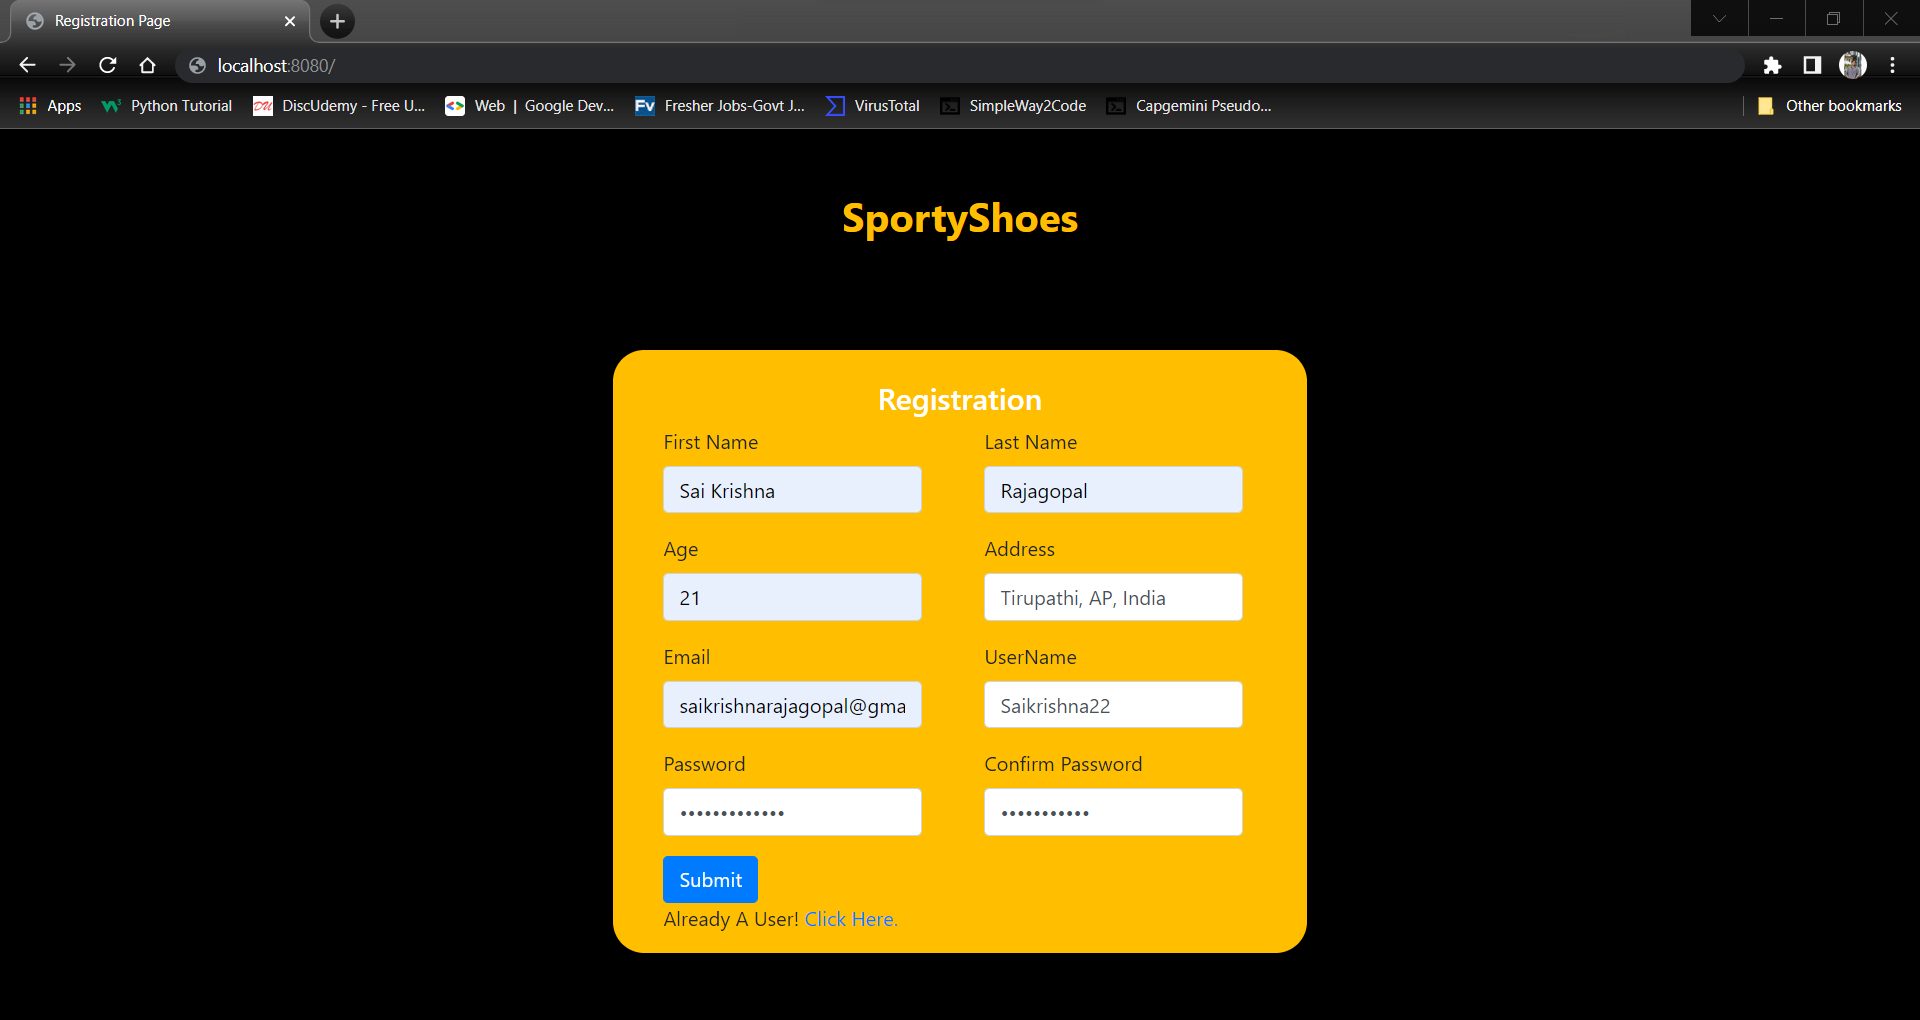 Registration Page
localhost:8080/
Apps Python Tutorial DiscUdemy - Free U... Web | Google Dev... Fresher Jobs-Govt J... VirusTotal SimpleWay2Code Capgemini Pseudo... Other bookmarks
SportyShoes
Registration
First Name Last Name
Sai Krishna Rajagopal
Age Address
21 Tirupathi, AP, India
Email UserName
saikrishnarajagopal@gma Saikrishna22
Password Confirm Password
••••••••••••• •••••••••••
Submit
Already A User! Click Here.